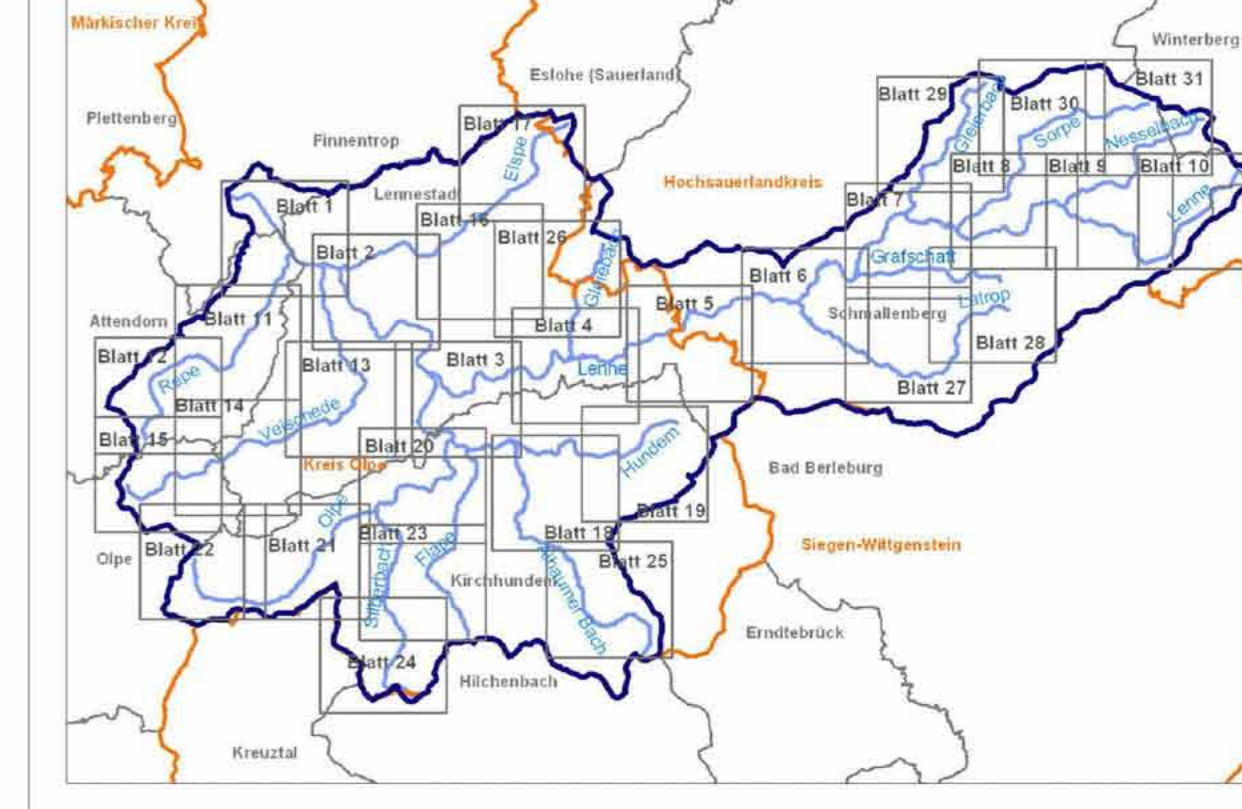 Märkischer Kreis
Winterberg
Eslohe (Sauerland)
Blatt 31
Blatt 29
Blatt 30
Gleierbach
Plettenberg
Blatt 17
Sorpe
Nesselbach
Finnentrop
Elspe
Blatt 8
Blatt 9
Blatt 10
Hochsauerlandkreis
Lennestadt
Blatt 7
Blatt 1
Lenne
Blatt 16
Blatt 26
Blatt 2
Grafschaft
Gleiebach
Blatt 6
Latrop
Blatt 5
Attendorn
Blatt 11
Schmallenberg
Blatt 4
Blatt 28
Blatt 12
Blatt 13
Blatt 3
Lenne
Repe
Blatt 27
Blatt 14
Veischede
Blatt 15
Blatt 20
Hundem
Kreis Olpe
Bad Berleburg
Olpe
Blatt 19
Blatt 23
Blatt 18
Olpe
Blatt 22
Blatt 21
Flape
Siegen-Wittgenstein
Blatt 25
Silberbach
Kirchhundem
Albaumer Bach
Erndtebrück
Blatt 24
Hilchenbach
Kreuztal